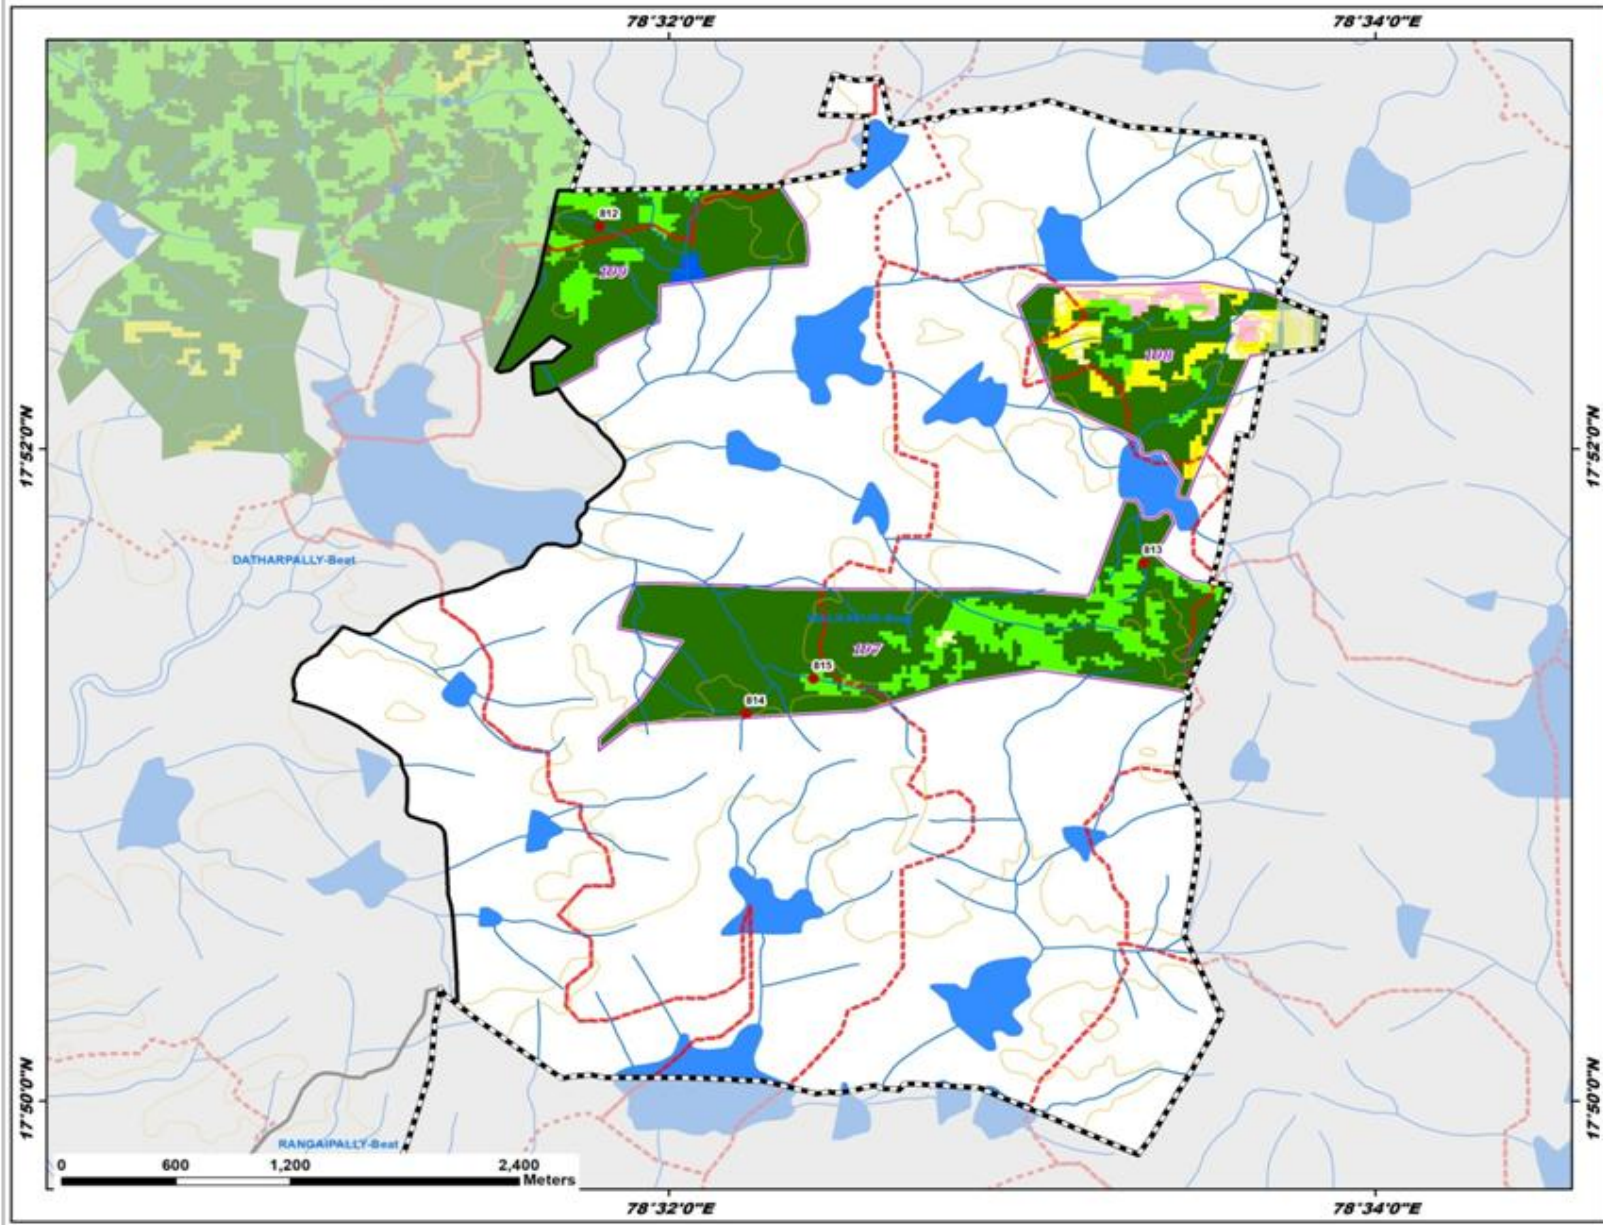 78°32'0"E 78°34'0"E
812
109
108
17°52'0"N 17°52'0"N
813
DATHARPALLY-Beat
107
815
814
17°50'0"N 17°50'0"N
RANGAIPALLY-Beat
0 600 1,200 2,400
Meters
78°32'0"E 78°34'0"E